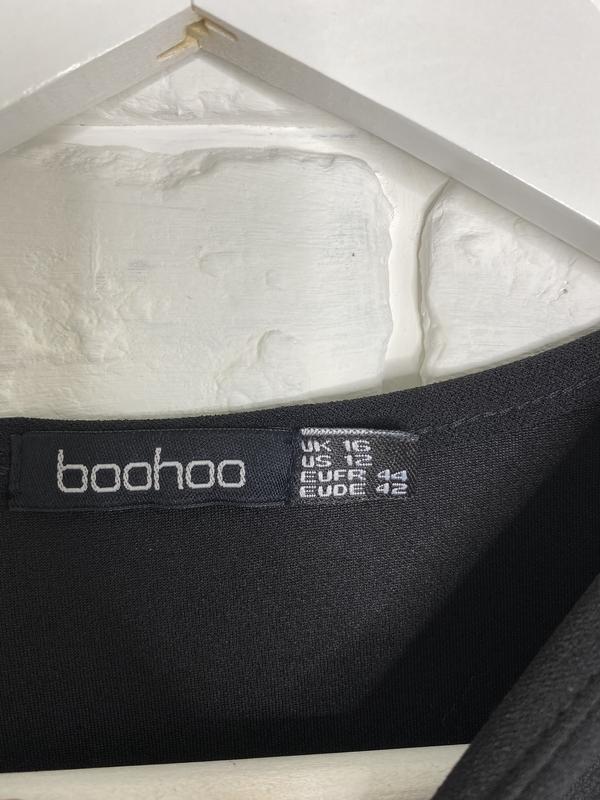 boohoo
UK 16
US 12
EUFR 44
EUDE 42